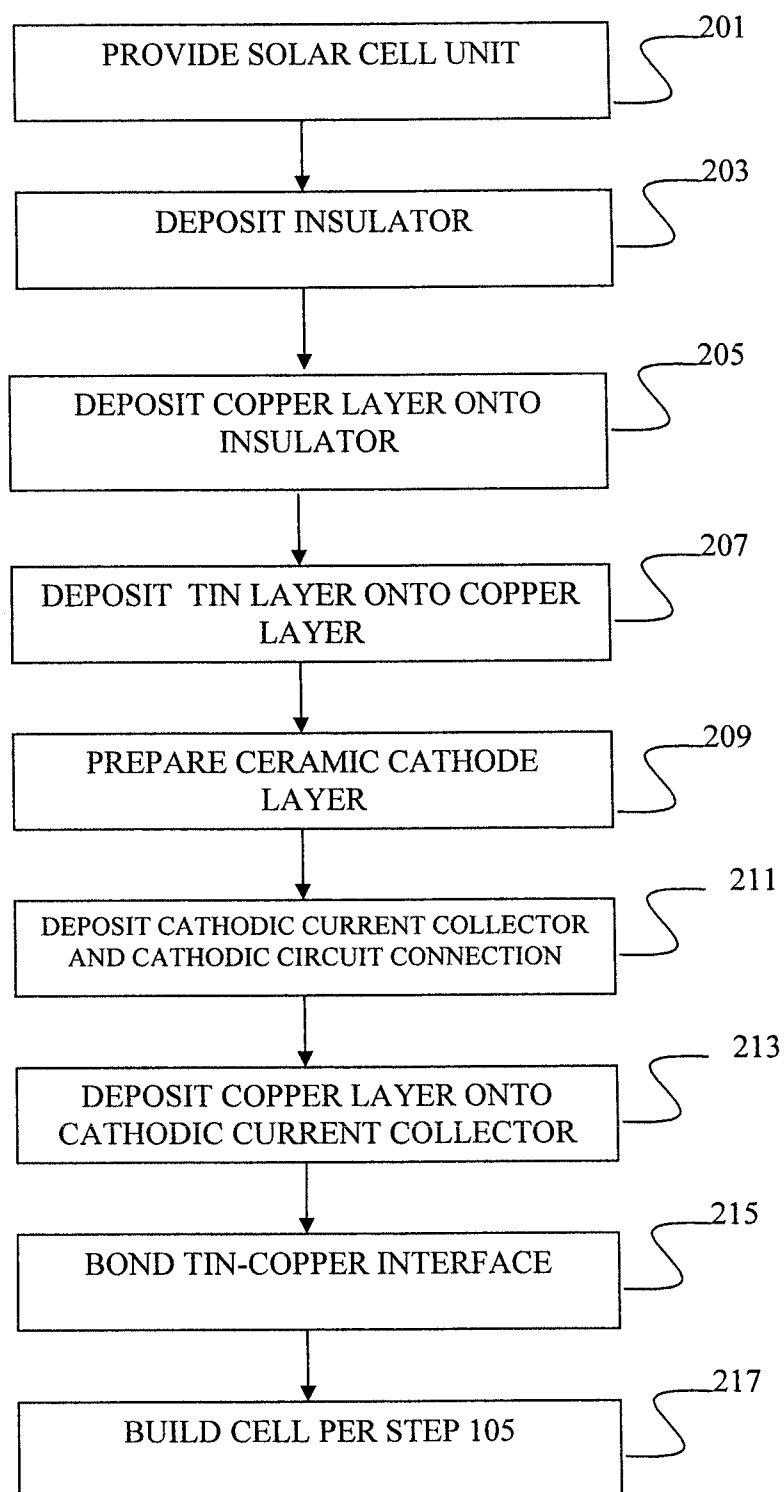 201
PROVIDE SOLAR CELL UNIT
203
DEPOSIT INSULATOR
205
DEPOSIT COPPER LAYER ONTO
INSULATOR
207
DEPOSIT TIN LAYER ONTO COPPER
LAYER
209
PREPARE CERAMIC CATHODE
LAYER
211
DEPOSIT CATHODIC CURRENT COLLECTOR
AND CATHODIC CIRCUIT CONNECTION
213
DEPOSIT COPPER LAYER ONTO
CATHODIC CURRENT COLLECTOR
215
BOND TIN-COPPER INTERFACE
217
BUILD CELL PER STEP 105